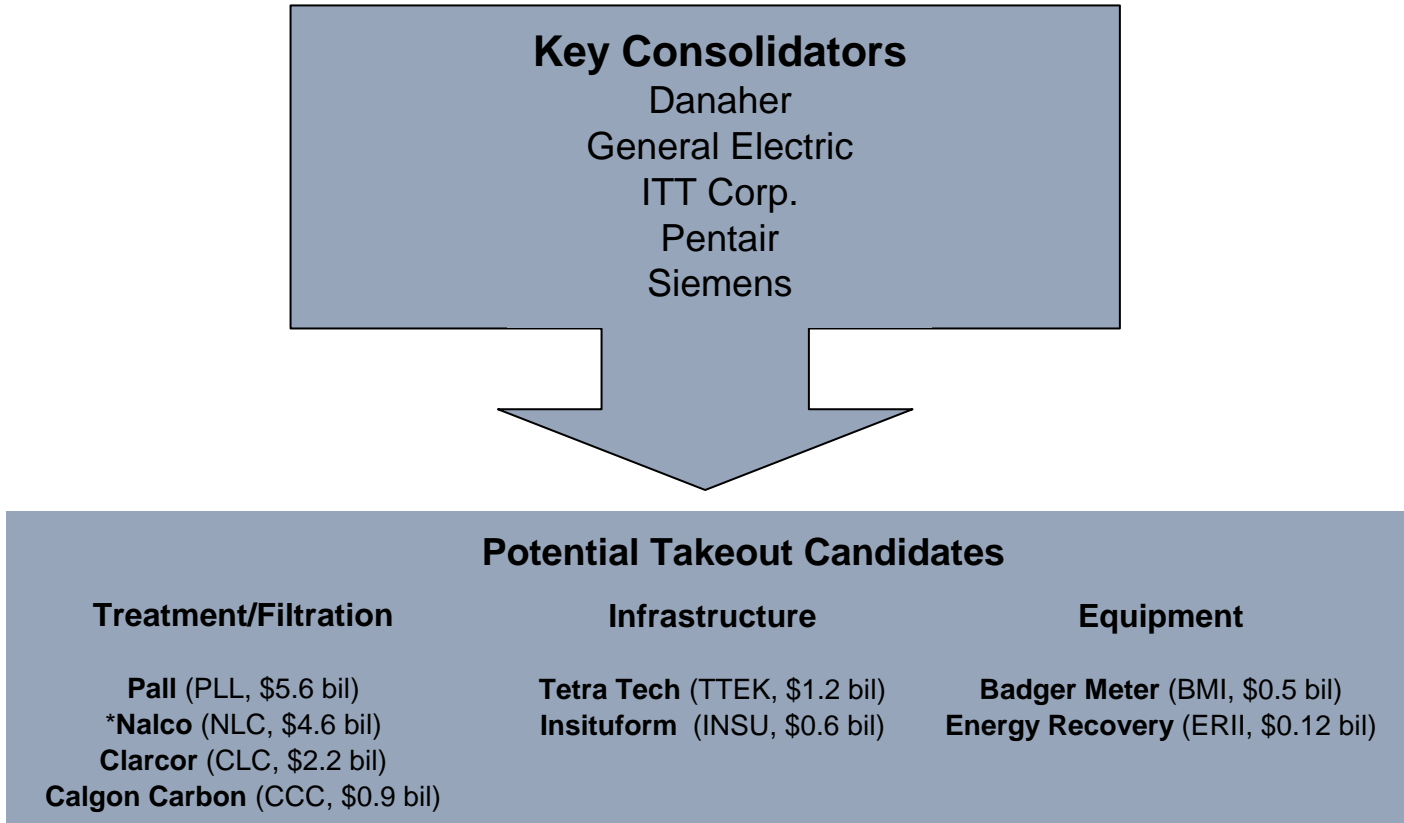 Key Consolidators
Danaher
General Electric
ITT Corp.
Pentair
Siemens
Potential Takeout Candidates
Treatment/Filtration
Pall (PLL, $5.6 bil)
*Nalco (NLC, $4.6 bil)
Clarcor (CLC, $2.2 bil)
Calgon Carbon (CCC, $0.9 bil)
Infrastructure
Tetra Tech (TTEK, $1.2 bil)
Insituform (INSU, $0.6 bil)
Equipment
Badger Meter (BMI, $0.5 bil)
Energy Recovery (ERII, $0.12 bil)